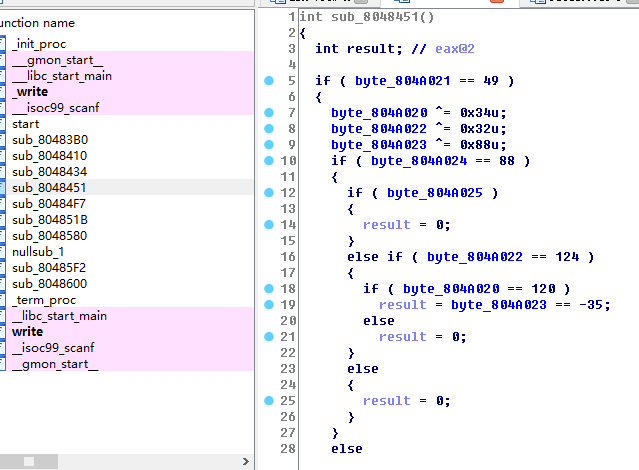 unction name
_init_proc
___gmon_start__
___libc_start_main
_write
___isoc99_scanf
start
sub_80483B0
sub_8048410
sub_8048434
sub_8048451
sub_80484F7
sub_804851B
sub_8048580
nullsub_1
sub_80485F2
sub_8048600
_term_proc
__libc_start_main
write
__isoc99_scanf
__gmon_start__
1 int sub_8048451()
2 {
3 int result; // eax@2
4
5 if ( byte_804A021 == 49 )
6 {
7 byte_804A020 ^= 0x34u;
8 byte_804A022 ^= 0x32u;
9 byte_804A023 ^= 0x88u;
10 if ( byte_804A024 == 88 )
11 {
12 if ( byte_804A025 )
13 {
14 result = 0;
15 }
16 else if ( byte_804A022 == 124 )
17 {
18 if ( byte_804A020 == 120 )
19 result = byte_804A023 == -35;
20 else
21 result = 0;
22 }
23 else
24 {
25 result = 0;
26 }
27 }
28 else